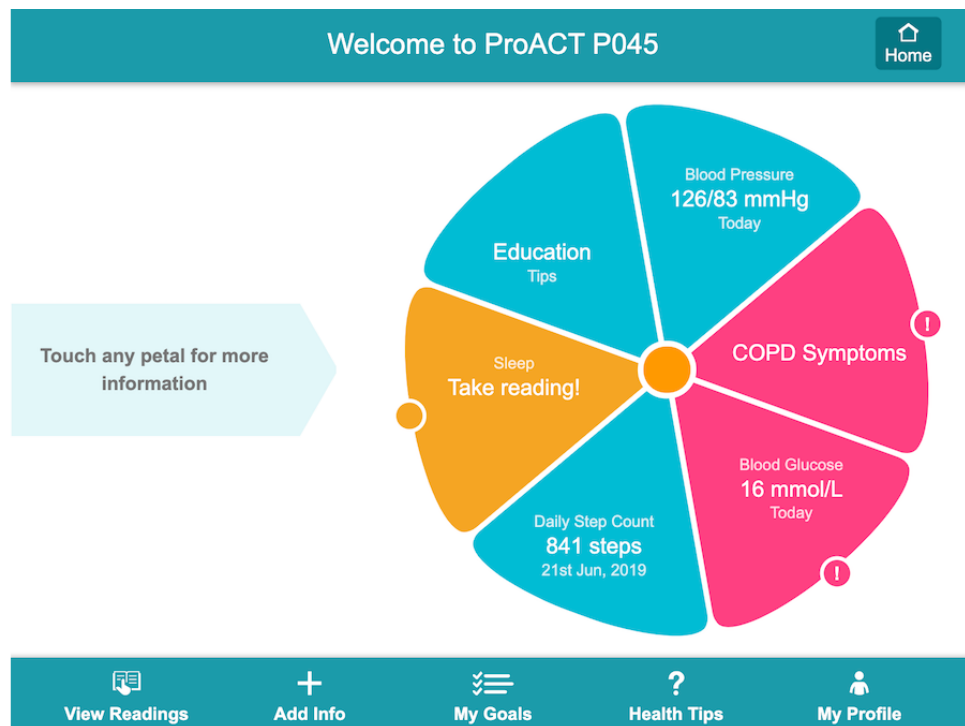 Welcome to ProACT P045
Home
Touch any petal for more
information
Education
Tips
Blood Pressure
126/83 mmHg
Today
COPD Symptoms
!
Blood Glucose
16 mmol/L
Today
!
Daily Step Count
841 steps
21st Jun, 2019
Sleep
Take reading!
View Readings
Add Info
My Goals
?
Health Tips
My Profile